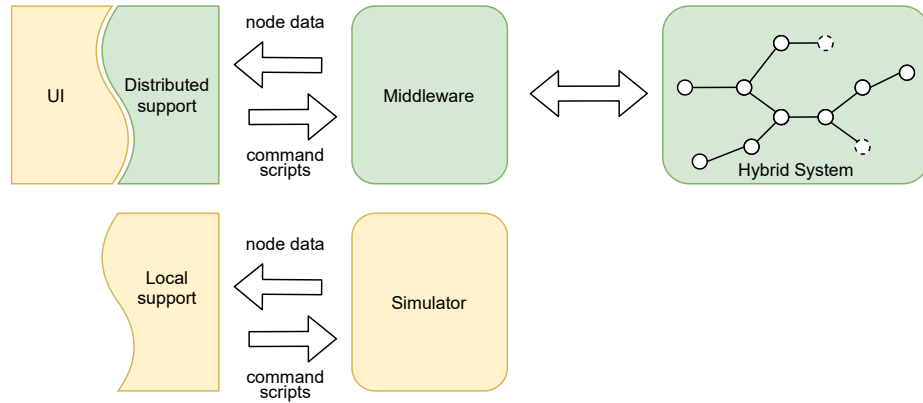 node data
UI
Distributed
support
Middleware
command
scripts
Hybrid System
node data
Local
support
Simulator
command
scripts